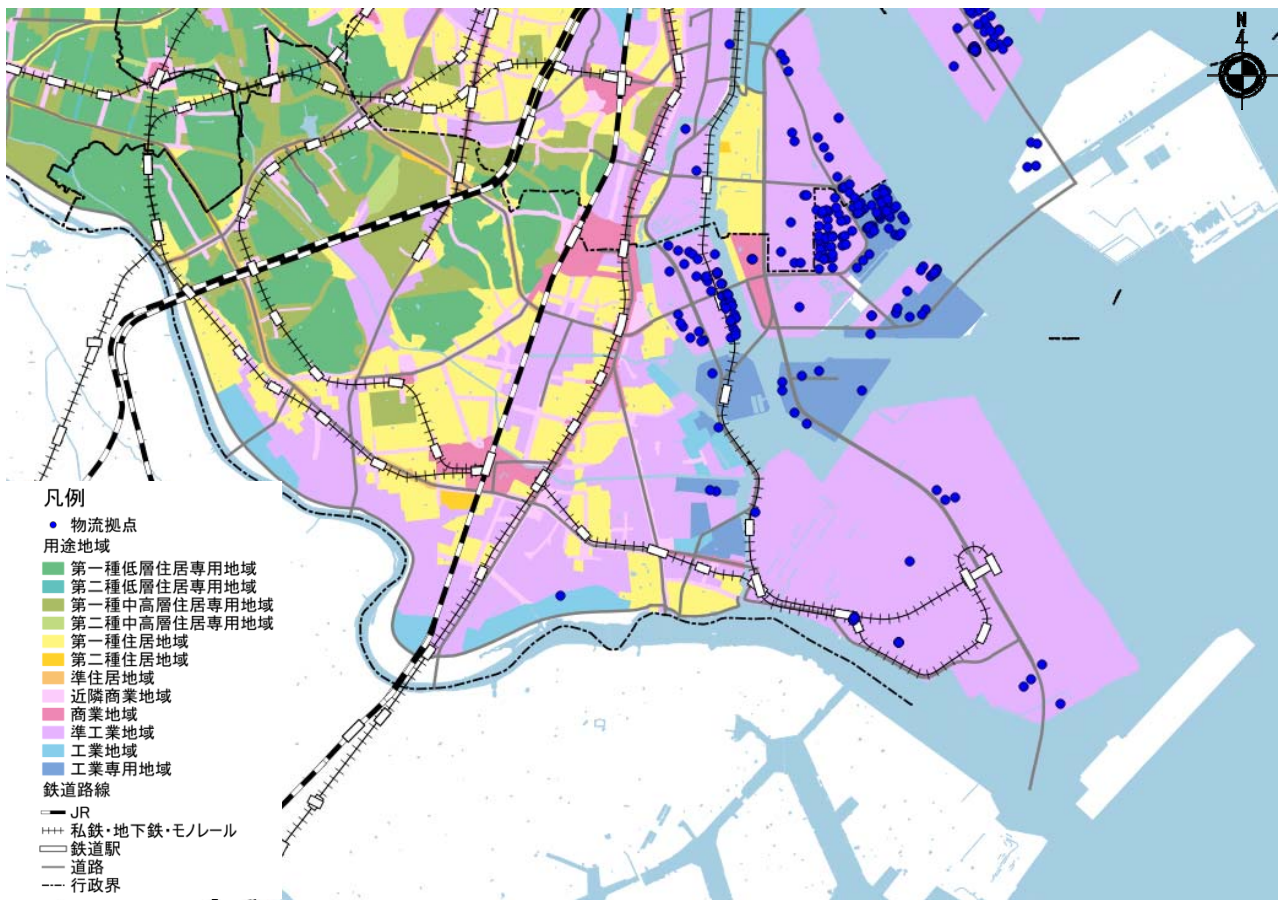 N
凡例
物流拠点
用途地域
第一種低層住居専用地域
第二種低層住居専用地域
第一種中高層住居専用地域
第二種中高層住居専用地域
第一種住居地域
第二種住居地域
準住居地域
近隣商業地域
商業地域
準工業地域
工業地域
工業専用地域
鉄道路線
JR
私鉄・地下鉄・モノレール
鉄道駅
道路
行政界